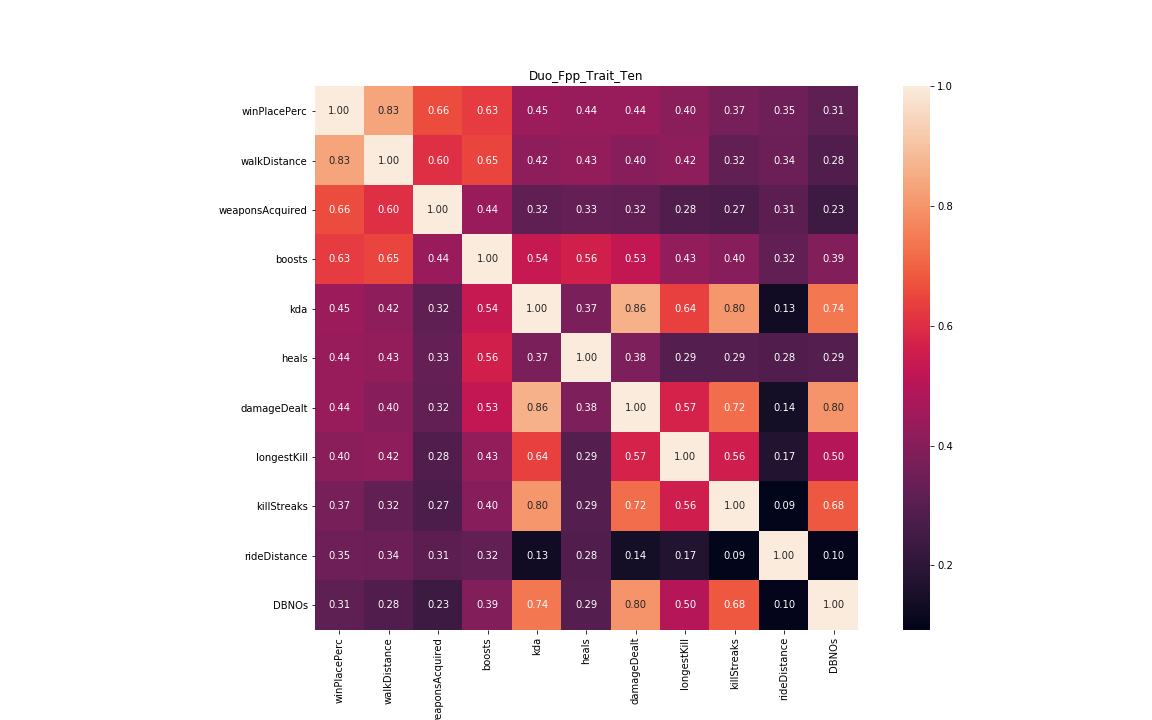 Duo_Fpp_Trait_Ten
winPlacePerc 1.00 0.83 0.66 0.63 0.45 0.44 0.44 0.40 0.37 0.35 0.31
walkDistance 0.83 1.00 0.60 0.65 0.42 0.43 0.40 0.42 0.32 0.34 0.28
weaponsAcquired 0.66 0.60 1.00 0.44 0.32 0.33 0.32 0.28 0.27 0.31 0.23
boosts 0.63 0.65 0.44 1.00 0.54 0.56 0.53 0.43 0.40 0.32 0.39
kda 0.45 0.42 0.32 0.54 1.00 0.37 0.86 0.64 0.80 0.13 0.74
heals 0.44 0.43 0.33 0.56 0.37 1.00 0.38 0.29 0.29 0.28 0.29
damageDealt 0.44 0.40 0.32 0.53 0.86 0.38 1.00 0.57 0.72 0.14 0.80
longestKill 0.40 0.42 0.28 0.43 0.64 0.29 0.57 1.00 0.56 0.17 0.50
killStreaks 0.37 0.32 0.27 0.40 0.80 0.29 0.72 0.56 1.00 0.09 0.68
rideDistance 0.35 0.34 0.31 0.32 0.13 0.28 0.14 0.17 0.09 1.00 0.10
DBNOs 0.31 0.28 0.23 0.39 0.74 0.29 0.80 0.50 0.68 0.10 1.00
winPlacePerc
walkDistance
eaponsAcquired
boosts
kda
heals
damageDealt
longestKill
killStreaks
rideDistance
DBNOs
1.0
0.8
0.6
0.4
0.2